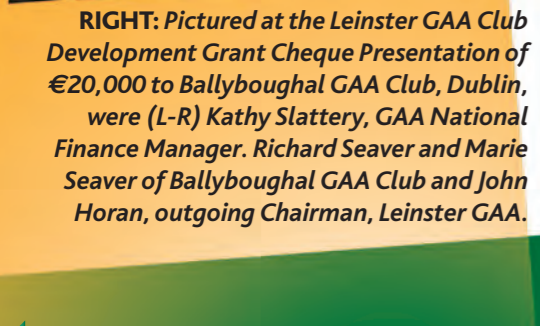 RIGHT: Pictured at the Leinster GAA Club
Development Grant Cheque Presentation of
€20,000 to Ballyboughal GAA Club, Dublin,
were (L-R) Kathy Slattery, GAA National
Finance Manager. Richard Seaver and Marie
Seaver of Ballyboughal GAA Club and John
Horan, outgoing Chairman, Leinster GAA.